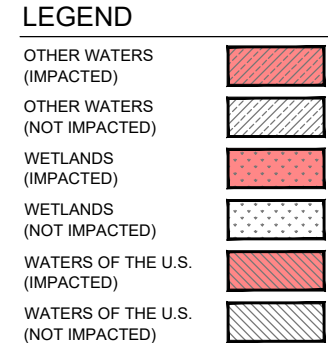 LEGEND
OTHER WATERS
(IMPACTED)
OTHER WATERS
(NOT IMPACTED)
WETLANDS
(IMPACTED)
WETLANDS
(NOT IMPACTED)
WATERS OF THE U.S.
(IMPACTED)
WATERS OF THE U.S.
(NOT IMPACTED)